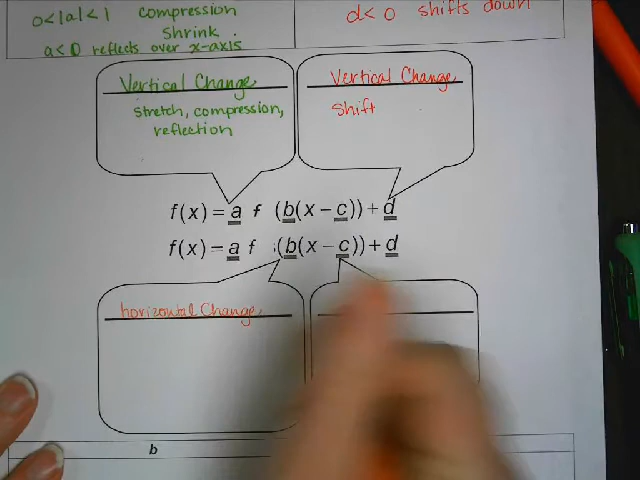 0<|a|<1 compression
shrink
a<0 reflects over x-axis
d<0 shifts down
Vertical Change
stretch, compression,
reflection
Vertical Change
Shift
f(x) = a f (b(x – c)) + d
f(x) – a f (b(x – c)) + d
horizontal Change
b